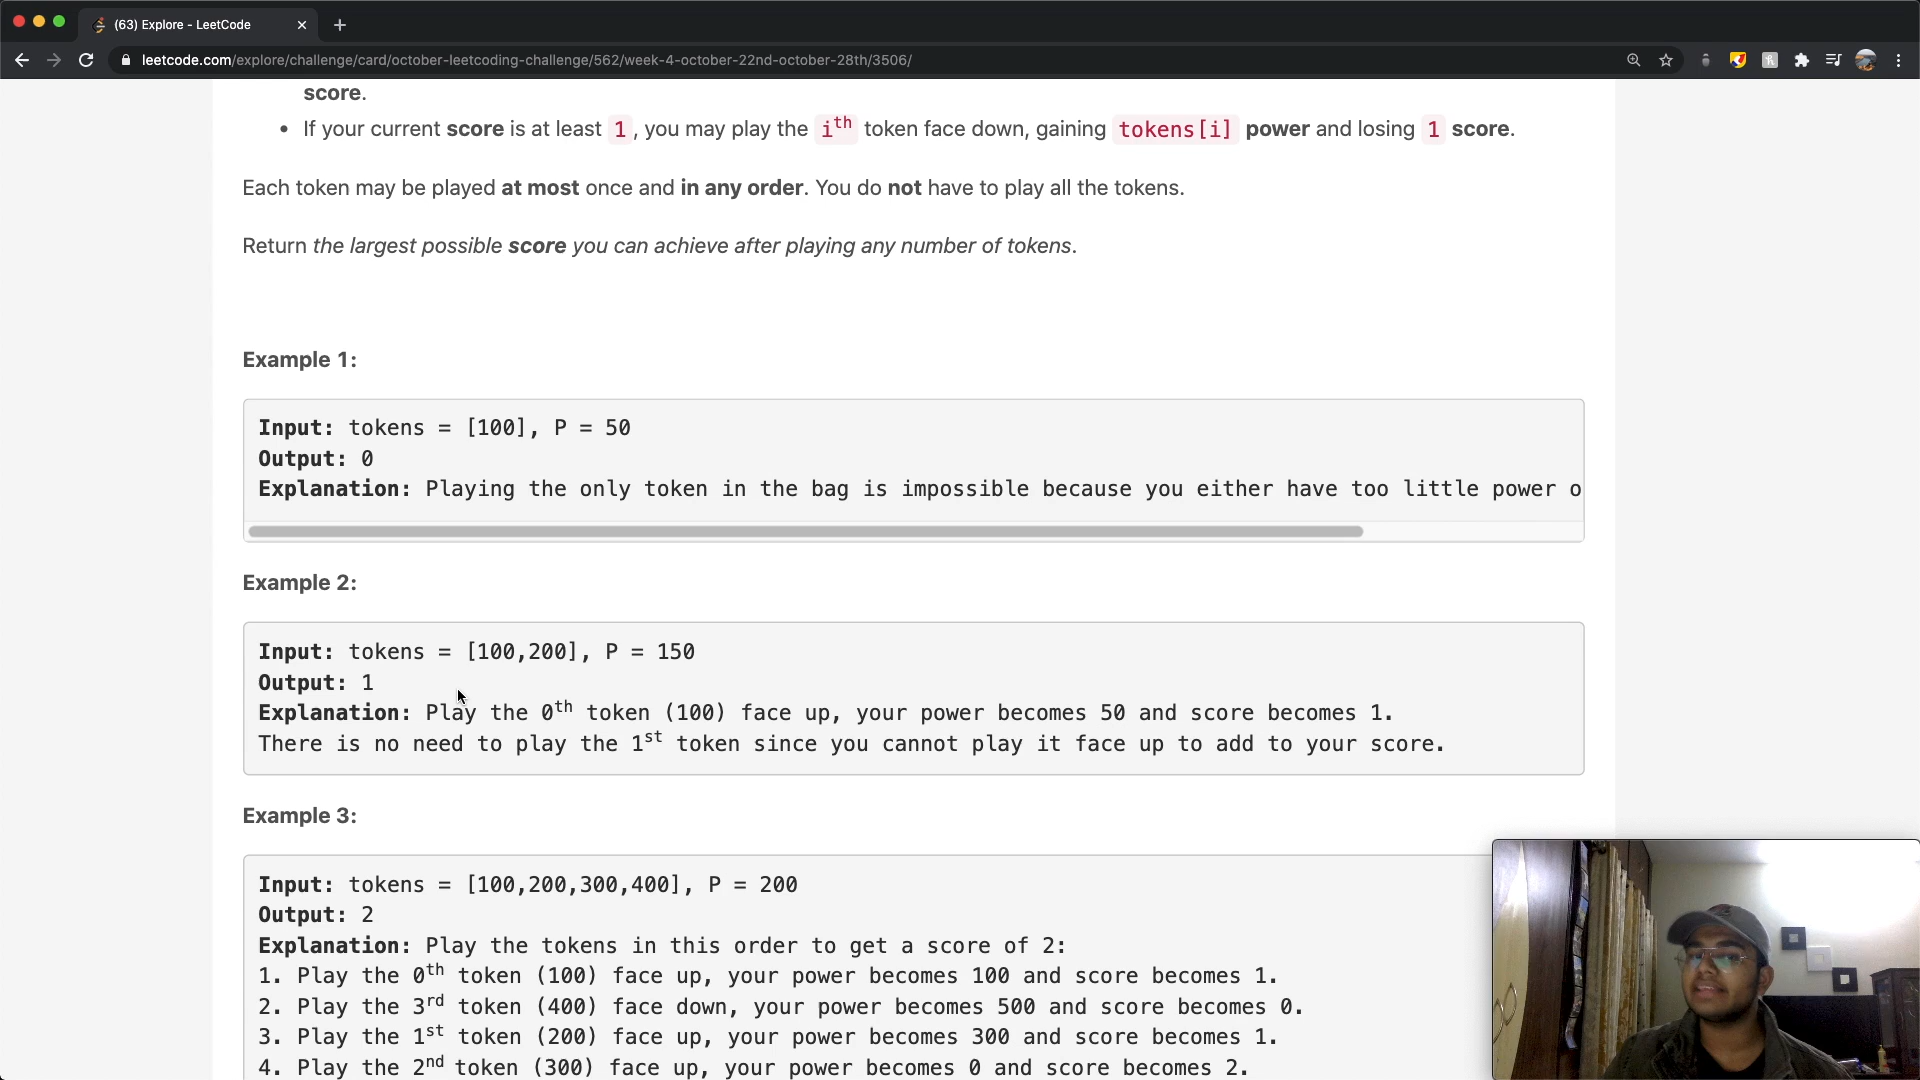 (63) Explore - LeetCode
leetcode.com/explore/challenge/card/october-leetcoding-challenge/562/week-4-october-22nd-october-28th/3506/
score.
• If your current score is at least 1, you may play the ith token face down, gaining tokens[i] power and losing 1 score.
Each token may be played at most once and in any order. You do not have to play all the tokens.
Return the largest possible score you can achieve after playing any number of tokens.
Example 1:
Input: tokens = [100], P = 50
Output: 0
Explanation: Playing the only token in the bag is impossible because you either have too little power o
Example 2:
Input: tokens = [100,200], P = 150
Output: 1
Explanation: Play the 0th token (100) face up, your power becomes 50 and score becomes 1.
There is no need to play the 1st token since you cannot play it face up to add to your score.
Example 3:
Input: tokens = [100,200,300,400], P = 200
Output: 2
Explanation: Play the tokens in this order to get a score of 2:
1. Play the 0th token (100) face up, your power becomes 100 and score becomes 1.
2. Play the 3rd token (400) face down, your power becomes 500 and score becomes 0.
3. Play the 1st token (200) face up, your power becomes 300 and score becomes 1.
4. Play the 2nd token (300) face up, your power becomes 0 and score becomes 2.